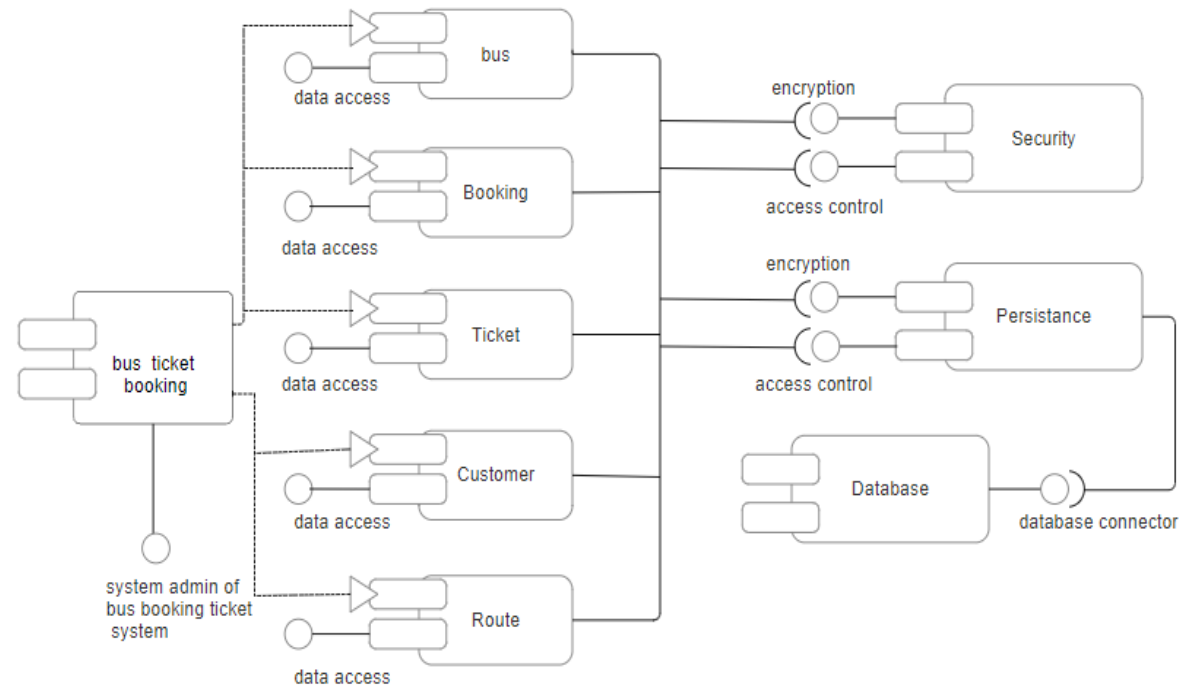 bus
data access
encryption
Security
access control
Booking
data access
encryption
Persistance
access control
Ticket
data access
bus ticket
booking
Customer
data access
Database
database connector
system admin of
bus booking ticket
system
Route
data access